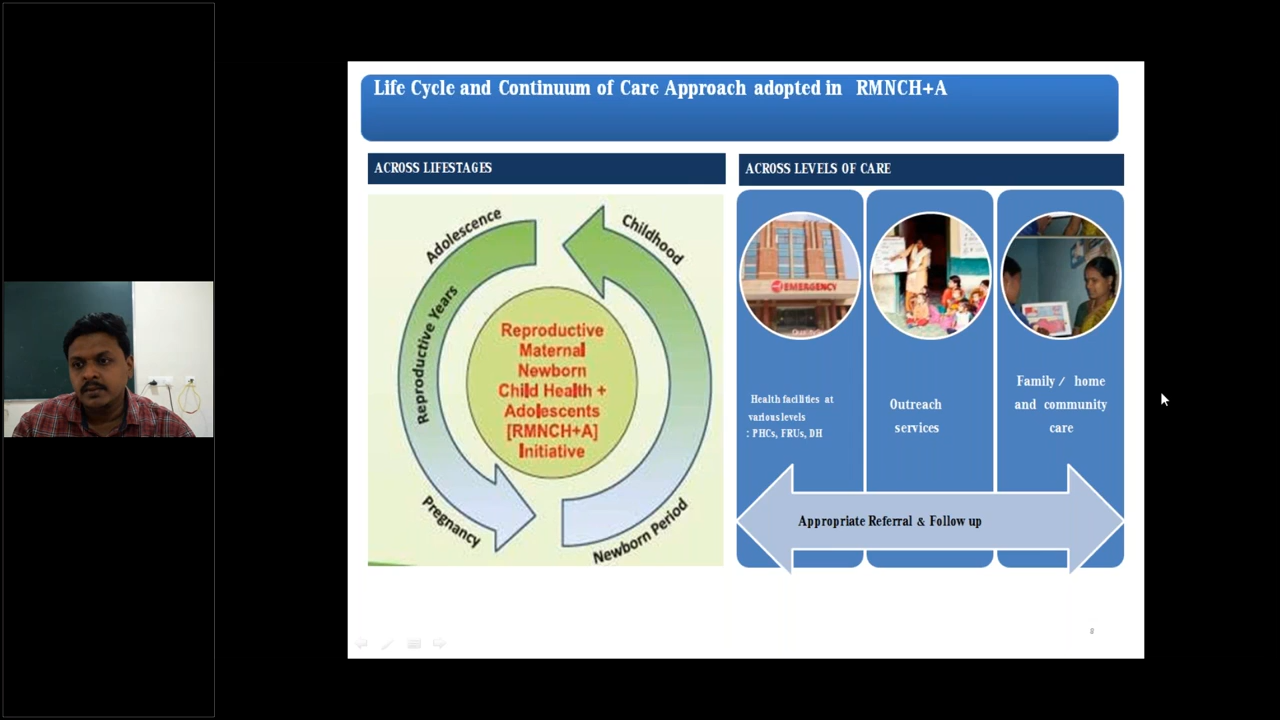 Life Cycle and Continuum of Care Approach adopted in RMNCH+A
ACROSS LIFESTAGES
Adolescence
Childhood
Reproductive Years
Reproductive
Maternal
Newborn
Child Health +
Adolescents
[RMNCH+A]
Initiative
Pregnancy
Newborn Period
ACROSS LEVELS OF CARE
EMERGENCY
Health facilities at
various levels
: PHCs, FRUs, DH
Outreach
services
Family / home
and community
care
Appropriate Referral & Follow up
8